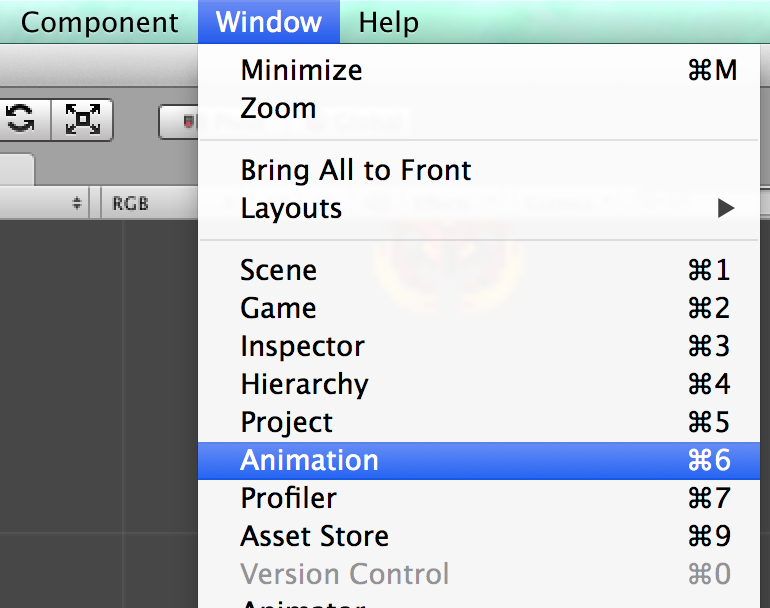 Component Window Help
Minimize ⌘M
Zoom
Bring All to Front
Layouts ▶
RGB
Scene ⌘1
Game ⌘2
Inspector ⌘3
Hierarchy ⌘4
Project ⌘5
Animation ⌘6
Profiler ⌘7
Asset Store ⌘9
Version Control ⌘0
Animator